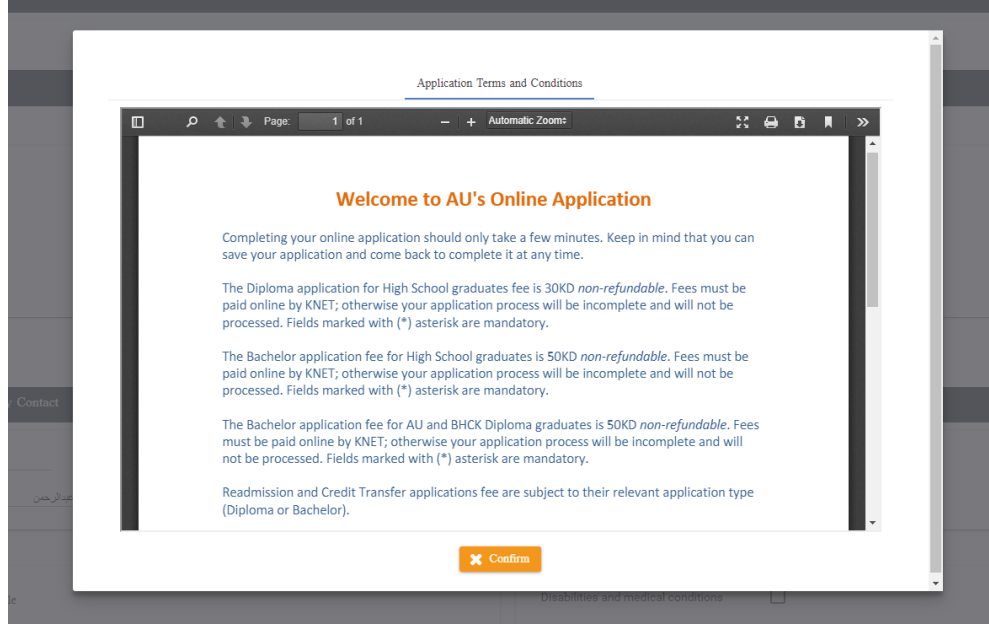 Application Terms and Conditions
Page: 1 of 1
Automatic Zoom
Welcome to AU's Online Application
Completing your online application should only take a few minutes. Keep in mind that you can
save your application and come back to complete it at any time.
The Diploma application for High School graduates fee is 30KD non-refundable. Fees must be
paid online by KNET; otherwise your application process will be incomplete and will not be
processed. Fields marked with (*) asterisk are mandatory.
The Bachelor application fee for High School graduates is 50KD non-refundable. Fees must be
paid online by KNET; otherwise your application process will be incomplete and will not be
processed. Fields marked with (*) asterisk are mandatory.
The Bachelor application fee for AU and BHCK Diploma graduates is 50KD non-refundable. Fees
must be paid online by KNET; otherwise your application process will be incomplete and will
not be processed. Fields marked with (*) asterisk are mandatory.
Readmission and Credit Transfer applications fee are subject to their relevant application type
(Diploma or Bachelor).
Confirm
y Contact
عبدالرحمن
le
Disabilities and medical conditions